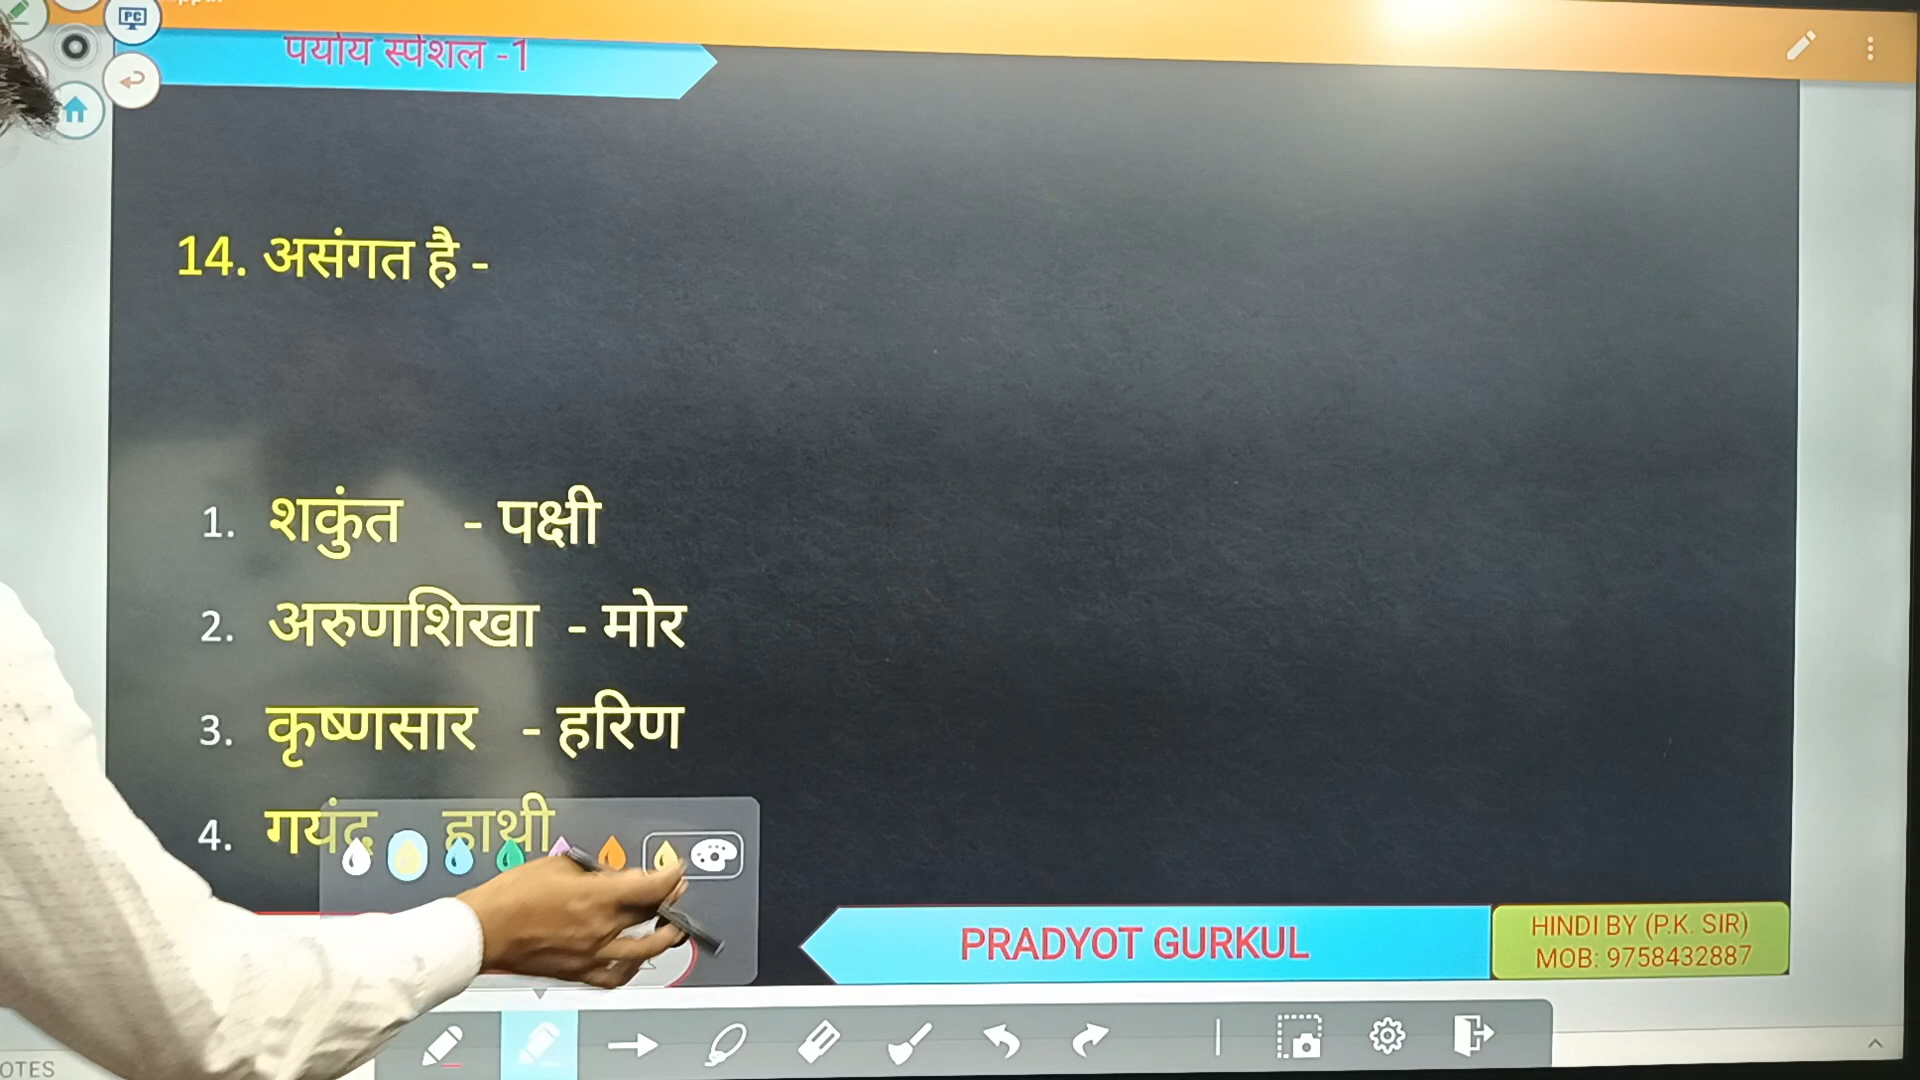 PC
पर्याय स्पेशल -1
14. असंगत है -
1. शकुंत - पक्षी
2. अरुणशिखा - मोर
3. कृष्णसार - हरिण
4. गयंद हाथी
PRADYOT GURKUL
HINDI BY (P.K. SIR)
MOB: 9758432887
OTES